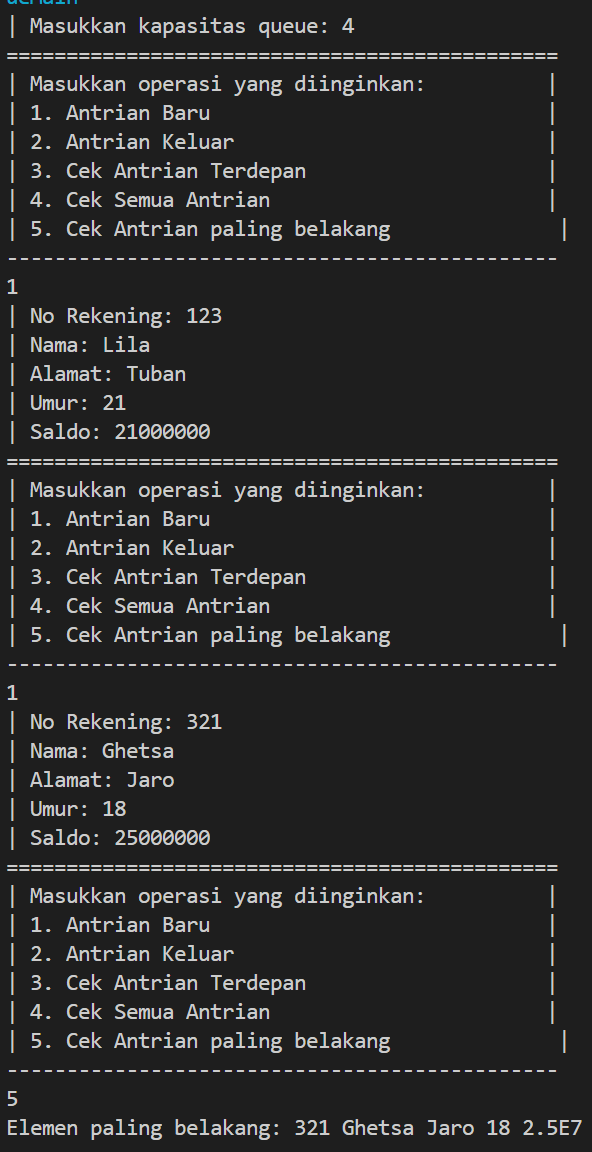 | Masukkan kapasitas queue: 4
==============================================
| Masukkan operasi yang diinginkan:          |
| 1. Antrian Baru                            |
| 2. Antrian Keluar                          |
| 3. Cek Antrian Terdepan                    |
| 4. Cek Semua Antrian                       |
| 5. Cek Antrian paling belakang              |
----------------------------------------------
1
| No Rekening: 123
| Nama: Lila
| Alamat: Tuban
| Umur: 21
| Saldo: 21000000
==============================================
| Masukkan operasi yang diinginkan:          |
| 1. Antrian Baru                            |
| 2. Antrian Keluar                          |
| 3. Cek Antrian Terdepan                    |
| 4. Cek Semua Antrian                       |
| 5. Cek Antrian paling belakang              |
----------------------------------------------
1
| No Rekening: 321
| Nama: Ghetsa
| Alamat: Jaro
| Umur: 18
| Saldo: 25000000
==============================================
| Masukkan operasi yang diinginkan:          |
| 1. Antrian Baru                            |
| 2. Antrian Keluar                          |
| 3. Cek Antrian Terdepan                    |
| 4. Cek Semua Antrian                       |
| 5. Cek Antrian paling belakang              |
----------------------------------------------
5
Elemen paling belakang: 321 Ghetsa Jaro 18 2.5E7